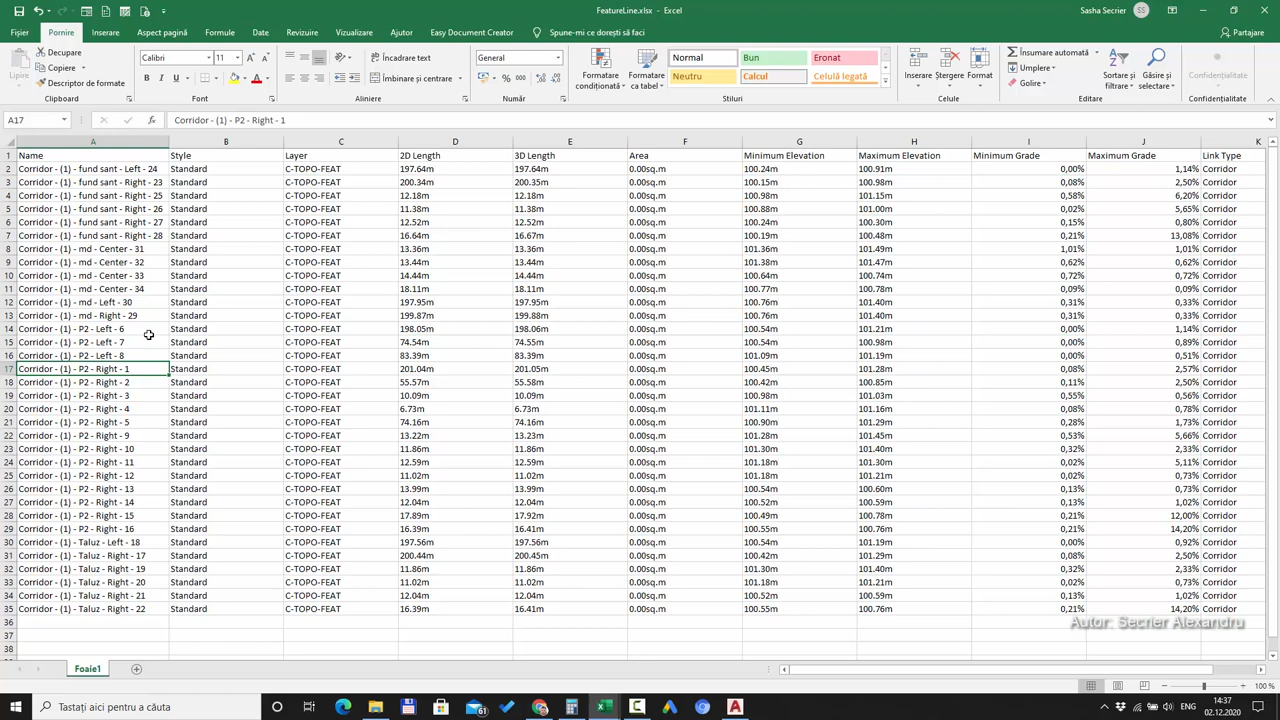 FeatureLine.xlsx - Excel
Sasha Secrier SS
Fișier Pornire Inserare Aspect pagină Formule Date Revizuire Vizualizare Ajutor Easy Document Creator Spune-mi ce doriți să faci Partajare
Lipire Decupare Copiere Descriptor de formate Clipboard
Calibri 11 B I U Font
Încadrare text Îmbinare și centrare Aliniere
General % 000 Număr
Formatare condiționată Formatare ca tabel Normal Bun Eronat Neutru Calcul Celulă legată Stiluri
Inserare Ștergere Format Celule
Însumare automată Umplere Golire Sortare și filtrare Găsire și selectare Editare
Confidențialitate Confidențialitate
A17 fx Corridor - (1) - P2 - Right - 1
A B C D E F G H I J K
1 Name Style Layer 2D Length 3D Length Area Minimum Elevation Maximum Elevation Minimum Grade Maximum Grade Link Type
2 Corridor - (1) - fund sant - Left - 24 Standard C-TOPO-FEAT 197.64m 197.64m 0.00sq.m 100.24m 100.91m 0,00% 1,14% Corridor
3 Corridor - (1) - fund sant - Right - 23 Standard C-TOPO-FEAT 200.34m 200.35m 0.00sq.m 100.15m 100.98m 0,08% 2,50% Corridor
4 Corridor - (1) - fund sant - Right - 25 Standard C-TOPO-FEAT 12.18m 12.18m 0.00sq.m 100.98m 101.15m 0,58% 6,20% Corridor
5 Corridor - (1) - fund sant - Right - 26 Standard C-TOPO-FEAT 11.38m 11.38m 0.00sq.m 100.88m 101.00m 0,02% 5,65% Corridor
6 Corridor - (1) - fund sant - Right - 27 Standard C-TOPO-FEAT 12.52m 12.52m 0.00sq.m 100.24m 100.30m 0,15% 0,80% Corridor
7 Corridor - (1) - fund sant - Right - 28 Standard C-TOPO-FEAT 16.64m 16.67m 0.00sq.m 100.19m 100.48m 0,21% 13,08% Corridor
8 Corridor - (1) - md - Center - 31 Standard C-TOPO-FEAT 13.36m 13.36m 0.00sq.m 101.36m 101.49m 1,01% 1,01% Corridor
9 Corridor - (1) - md - Center - 32 Standard C-TOPO-FEAT 13.44m 13.44m 0.00sq.m 101.38m 101.47m 0,62% 0,62% Corridor
10 Corridor - (1) - md - Center - 33 Standard C-TOPO-FEAT 14.44m 14.44m 0.00sq.m 100.64m 100.74m 0,72% 0,72% Corridor
11 Corridor - (1) - md - Center - 34 Standard C-TOPO-FEAT 18.11m 18.11m 0.00sq.m 100.77m 100.78m 0,09% 0,09% Corridor
12 Corridor - (1) - md - Left - 30 Standard C-TOPO-FEAT 197.95m 197.95m 0.00sq.m 100.76m 101.40m 0,31% 0,33% Corridor
13 Corridor - (1) - md - Right - 29 Standard C-TOPO-FEAT 199.87m 199.88m 0.00sq.m 100.76m 101.40m 0,31% 0,33% Corridor
14 Corridor - (1) - P2 - Left - 6 Standard C-TOPO-FEAT 198.05m 198.06m 0.00sq.m 100.54m 101.21m 0,00% 1,14% Corridor
15 Corridor - (1) - P2 - Left - 7 Standard C-TOPO-FEAT 74.54m 74.55m 0.00sq.m 100.54m 100.98m 0,00% 0,89% Corridor
16 Corridor - (1) - P2 - Left - 8 Standard C-TOPO-FEAT 83.39m 83.39m 0.00sq.m 101.09m 101.19m 0,00% 0,51% Corridor
17 Corridor - (1) - P2 - Right - 1 Standard C-TOPO-FEAT 201.04m 201.05m 0.00sq.m 100.45m 101.28m 0,08% 2,57% Corridor
18 Corridor - (1) - P2 - Right - 2 Standard C-TOPO-FEAT 55.57m 55.58m 0.00sq.m 100.42m 100.85m 0,11% 2,50% Corridor
19 Corridor - (1) - P2 - Right - 3 Standard C-TOPO-FEAT 10.09m 10.09m 0.00sq.m 100.98m 101.03m 0,55% 0,56% Corridor
20 Corridor - (1) - P2 - Right - 4 Standard C-TOPO-FEAT 6.73m 6.73m 0.00sq.m 101.11m 101.16m 0,08% 0,78% Corridor
21 Corridor - (1) - P2 - Right - 5 Standard C-TOPO-FEAT 74.16m 74.16m 0.00sq.m 100.90m 101.29m 0,28% 1,73% Corridor
22 Corridor - (1) - P2 - Right - 9 Standard C-TOPO-FEAT 13.22m 13.23m 0.00sq.m 101.28m 101.45m 0,53% 5,66% Corridor
23 Corridor - (1) - P2 - Right - 10 Standard C-TOPO-FEAT 11.86m 11.86m 0.00sq.m 101.30m 101.40m 0,32% 2,33% Corridor
24 Corridor - (1) - P2 - Right - 11 Standard C-TOPO-FEAT 12.59m 12.59m 0.00sq.m 101.18m 101.30m 0,02% 5,11% Corridor
25 Corridor - (1) - P2 - Right - 12 Standard C-TOPO-FEAT 11.02m 11.02m 0.00sq.m 101.18m 101.21m 0,02% 0,73% Corridor
26 Corridor - (1) - P2 - Right - 13 Standard C-TOPO-FEAT 13.99m 13.99m 0.00sq.m 100.54m 100.60m 0,13% 0,73% Corridor
27 Corridor - (1) - P2 - Right - 14 Standard C-TOPO-FEAT 12.04m 12.04m 0.00sq.m 100.52m 100.59m 0,13% 1,02% Corridor
28 Corridor - (1) - P2 - Right - 15 Standard C-TOPO-FEAT 17.89m 17.92m 0.00sq.m 100.49m 100.78m 0,21% 12,00% Corridor
29 Corridor - (1) - P2 - Right - 16 Standard C-TOPO-FEAT 16.39m 16.41m 0.00sq.m 100.55m 100.76m 0,21% 14,20% Corridor
30 Corridor - (1) - Taluz - Left - 18 Standard C-TOPO-FEAT 197.56m 197.56m 0.00sq.m 100.54m 101.19m 0,00% 0,92% Corridor
31 Corridor - (1) - Taluz - Right - 17 Standard C-TOPO-FEAT 200.44m 200.45m 0.00sq.m 100.42m 101.29m 0,08% 2,50% Corridor
32 Corridor - (1) - Taluz - Right - 19 Standard C-TOPO-FEAT 11.86m 11.86m 0.00sq.m 101.30m 101.40m 0,32% 2,33% Corridor
33 Corridor - (1) - Taluz - Right - 20 Standard C-TOPO-FEAT 11.02m 11.02m 0.00sq.m 101.18m 101.21m 0,02% 0,73% Corridor
34 Corridor - (1) - Taluz - Right - 21 Standard C-TOPO-FEAT 12.04m 12.04m 0.00sq.m 100.52m 100.59m 0,13% 1,02% Corridor
35 Corridor - (1) - Taluz - Right - 22 Standard C-TOPO-FEAT 16.39m 16.41m 0.00sq.m 100.55m 100.76m 0,21% 14,20% Corridor
36
Autor: Secrier Alexandru
37
38
Foaie1
100 %
Tastați aici pentru a căuta
61
ENG
14:37
02.12.2020